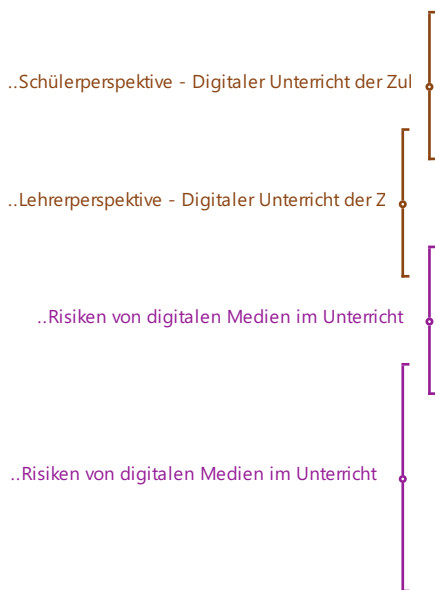 ..Schülerperspektive - Digitaler Unterricht der Zul
..Lehrerperspektive - Digitaler Unterricht der Z
..Risiken von digitalen Medien im Unterricht
..Risiken von digitalen Medien im Unterricht